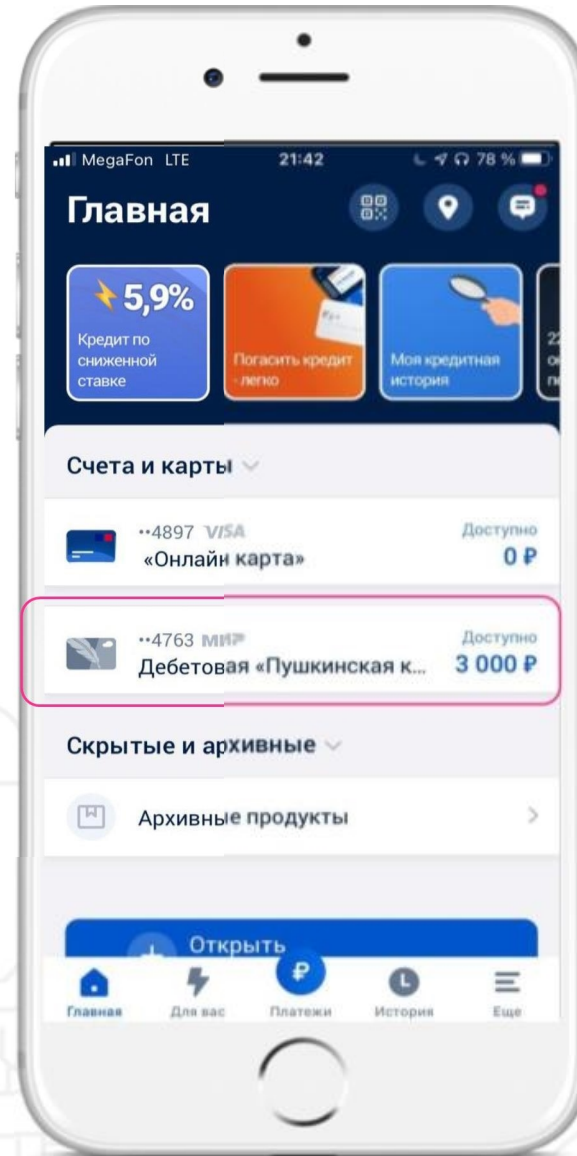 MegaFon LTE 21:42 78 %
Главная
5,9%
Кредит по
сниженной
ставке
Погасить кредит
- легко
Моя кредитная
история
Счета и карты
••4897 VISA
Доступно
«Онлайн карта»
0 ₽
••4763 МИР
Доступно
Дебетовая «Пушкинская к...
3 000 ₽
Скрытые и архивные
Архивные продукты
Открыть
₽
Главная Для вас Платежи История Еще